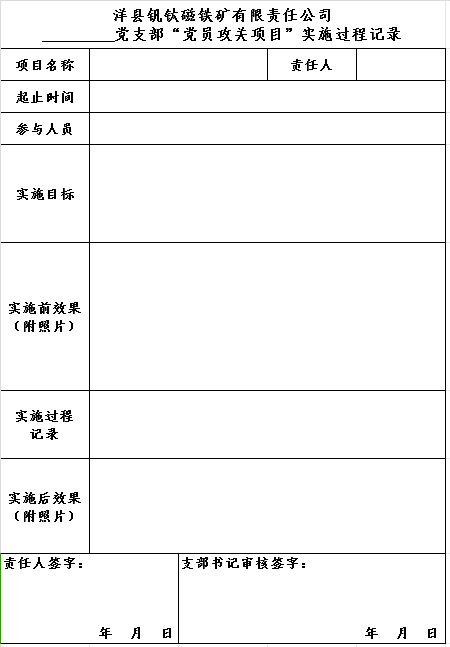 洋县钒钛磁铁矿有限责任公司
________党支部“党员攻关项目”实施过程记录
项目名称 责任人
起止时间
参与人员
实施目标
实施前效果
（附照片）
实施过程
记录
实施后效果
（附照片）
责任人签字： 支部书记审核签字：
年 月 日 年 月 日